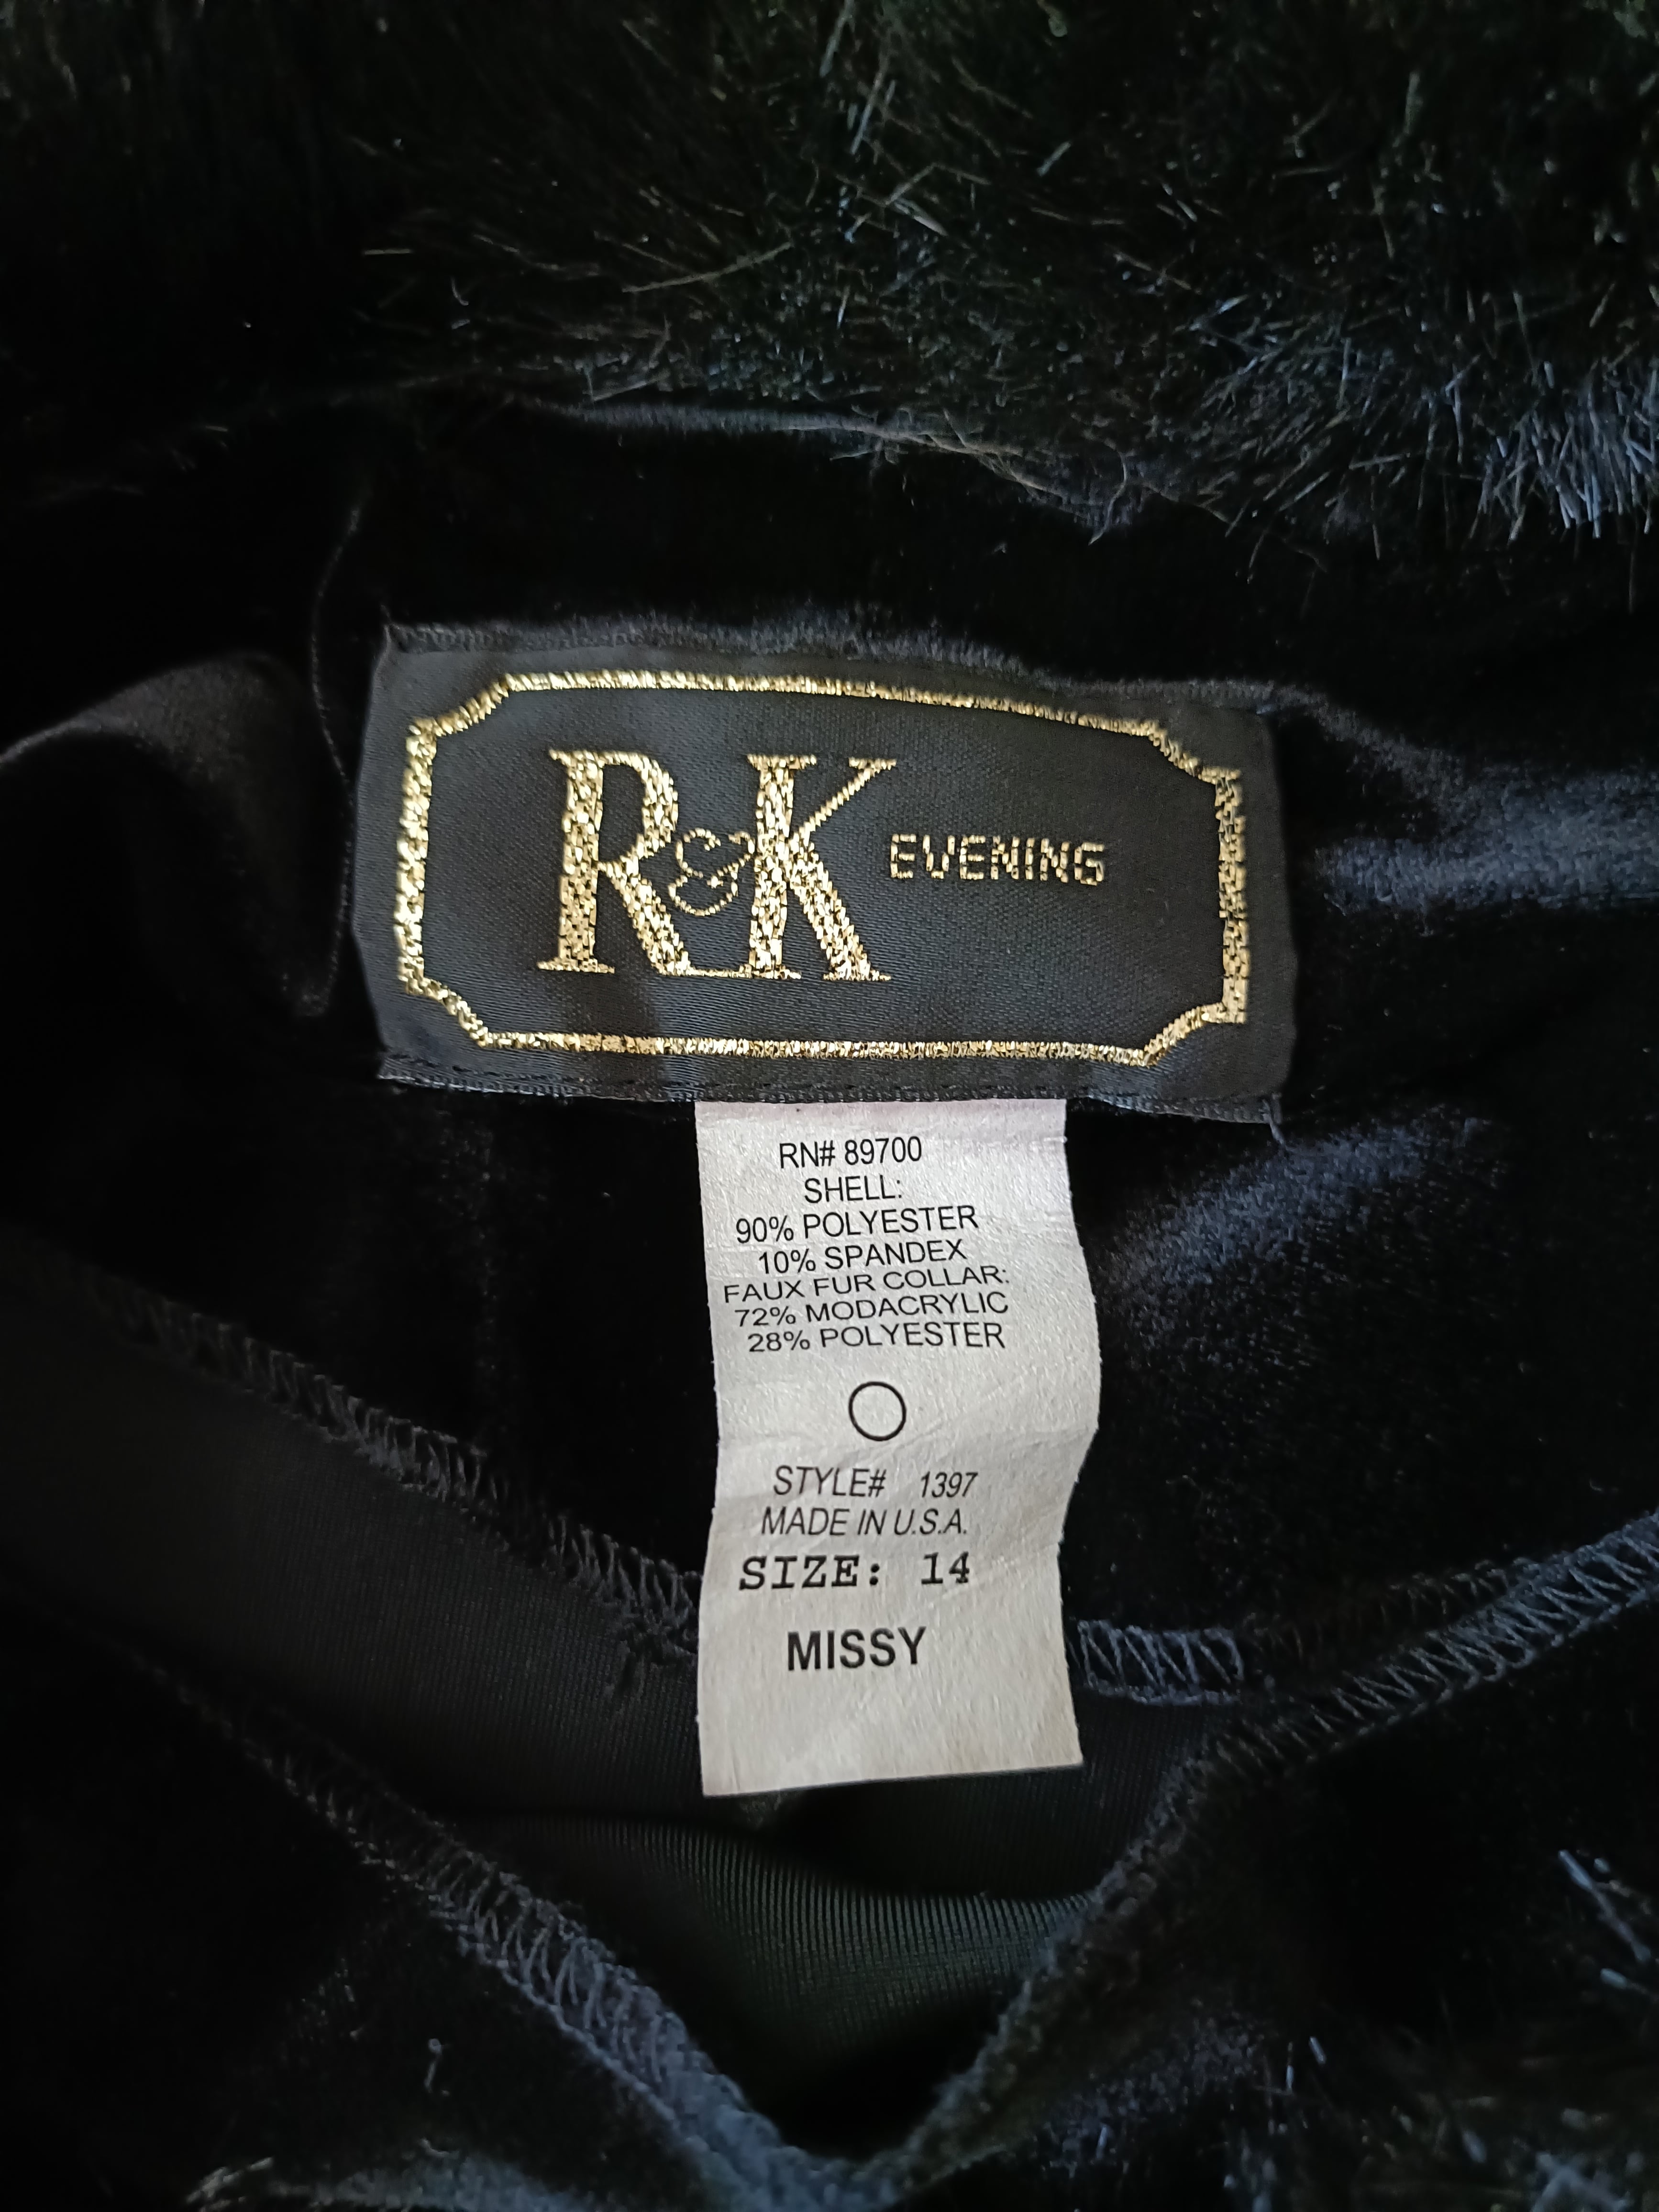 R&K EVENING
RN# 89700
SHELL:
90% POLYESTER
10% SPANDEX
FAUX FUR COLLAR:
72% MODACRYLIC
28% POLYESTER
STYLE# 1397
MADE IN U.S.A.
SIZE: 14
MISSY